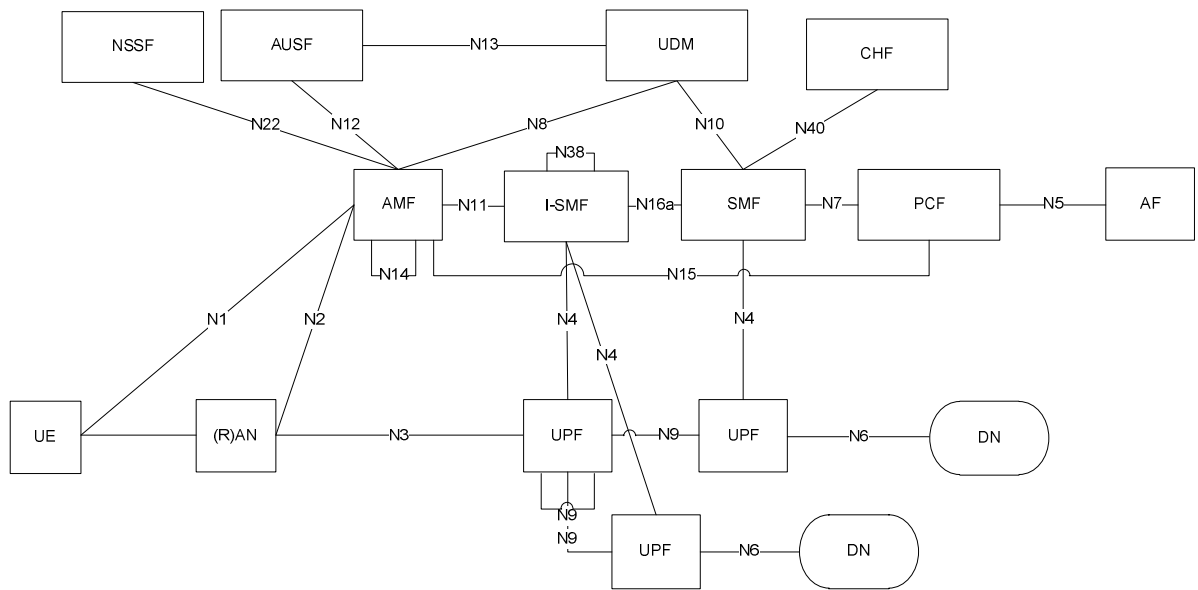 NSSF
AUSF
N13
UDM
CHF
N22
N12
N8
N10
N40
N38
AMF
N11
I-SMF
N16a
SMF
N7
PCF
N5
AF
N14
N15
N1
N2
N4
N4
N4
UE
(R)AN
N3
UPF
N9
UPF
N6
DN
N9
N9
UPF
N6
DN